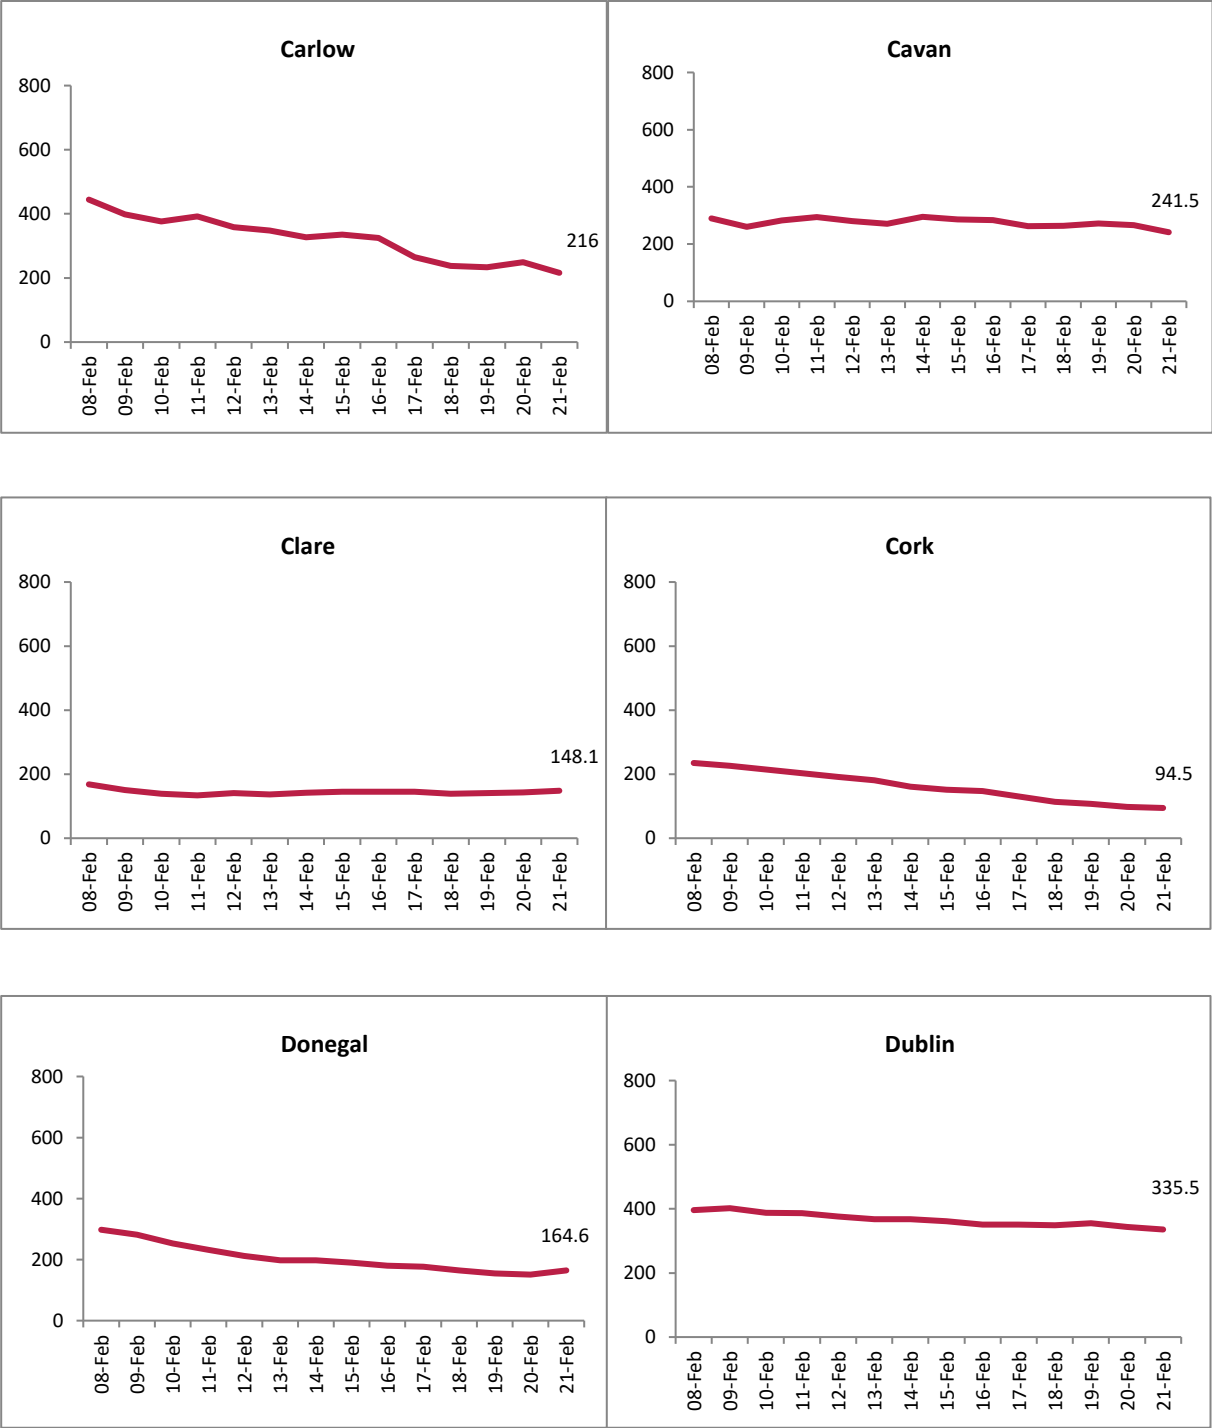 Carlow
800
600
400
200
0
216
08-Feb
09-Feb
10-Feb
11-Feb
12-Feb
13-Feb
14-Feb
15-Feb
16-Feb
17-Feb
18-Feb
19-Feb
20-Feb
21-Feb
Cavan
800
600
400
200
0
241.5
08-Feb
09-Feb
10-Feb
11-Feb
12-Feb
13-Feb
14-Feb
15-Feb
16-Feb
17-Feb
18-Feb
19-Feb
20-Feb
21-Feb
Clare
800
600
400
200
0
148.1
08-Feb
09-Feb
10-Feb
11-Feb
12-Feb
13-Feb
14-Feb
15-Feb
16-Feb
17-Feb
18-Feb
19-Feb
20-Feb
21-Feb
Cork
800
600
400
200
0
94.5
08-Feb
09-Feb
10-Feb
11-Feb
12-Feb
13-Feb
14-Feb
15-Feb
16-Feb
17-Feb
18-Feb
19-Feb
20-Feb
21-Feb
Donegal
800
600
400
200
0
164.6
08-Feb
09-Feb
10-Feb
11-Feb
12-Feb
13-Feb
14-Feb
15-Feb
16-Feb
17-Feb
18-Feb
19-Feb
20-Feb
21-Feb
Dublin
800
600
400
200
0
335.5
08-Feb
09-Feb
10-Feb
11-Feb
12-Feb
13-Feb
14-Feb
15-Feb
16-Feb
17-Feb
18-Feb
19-Feb
20-Feb
21-Feb